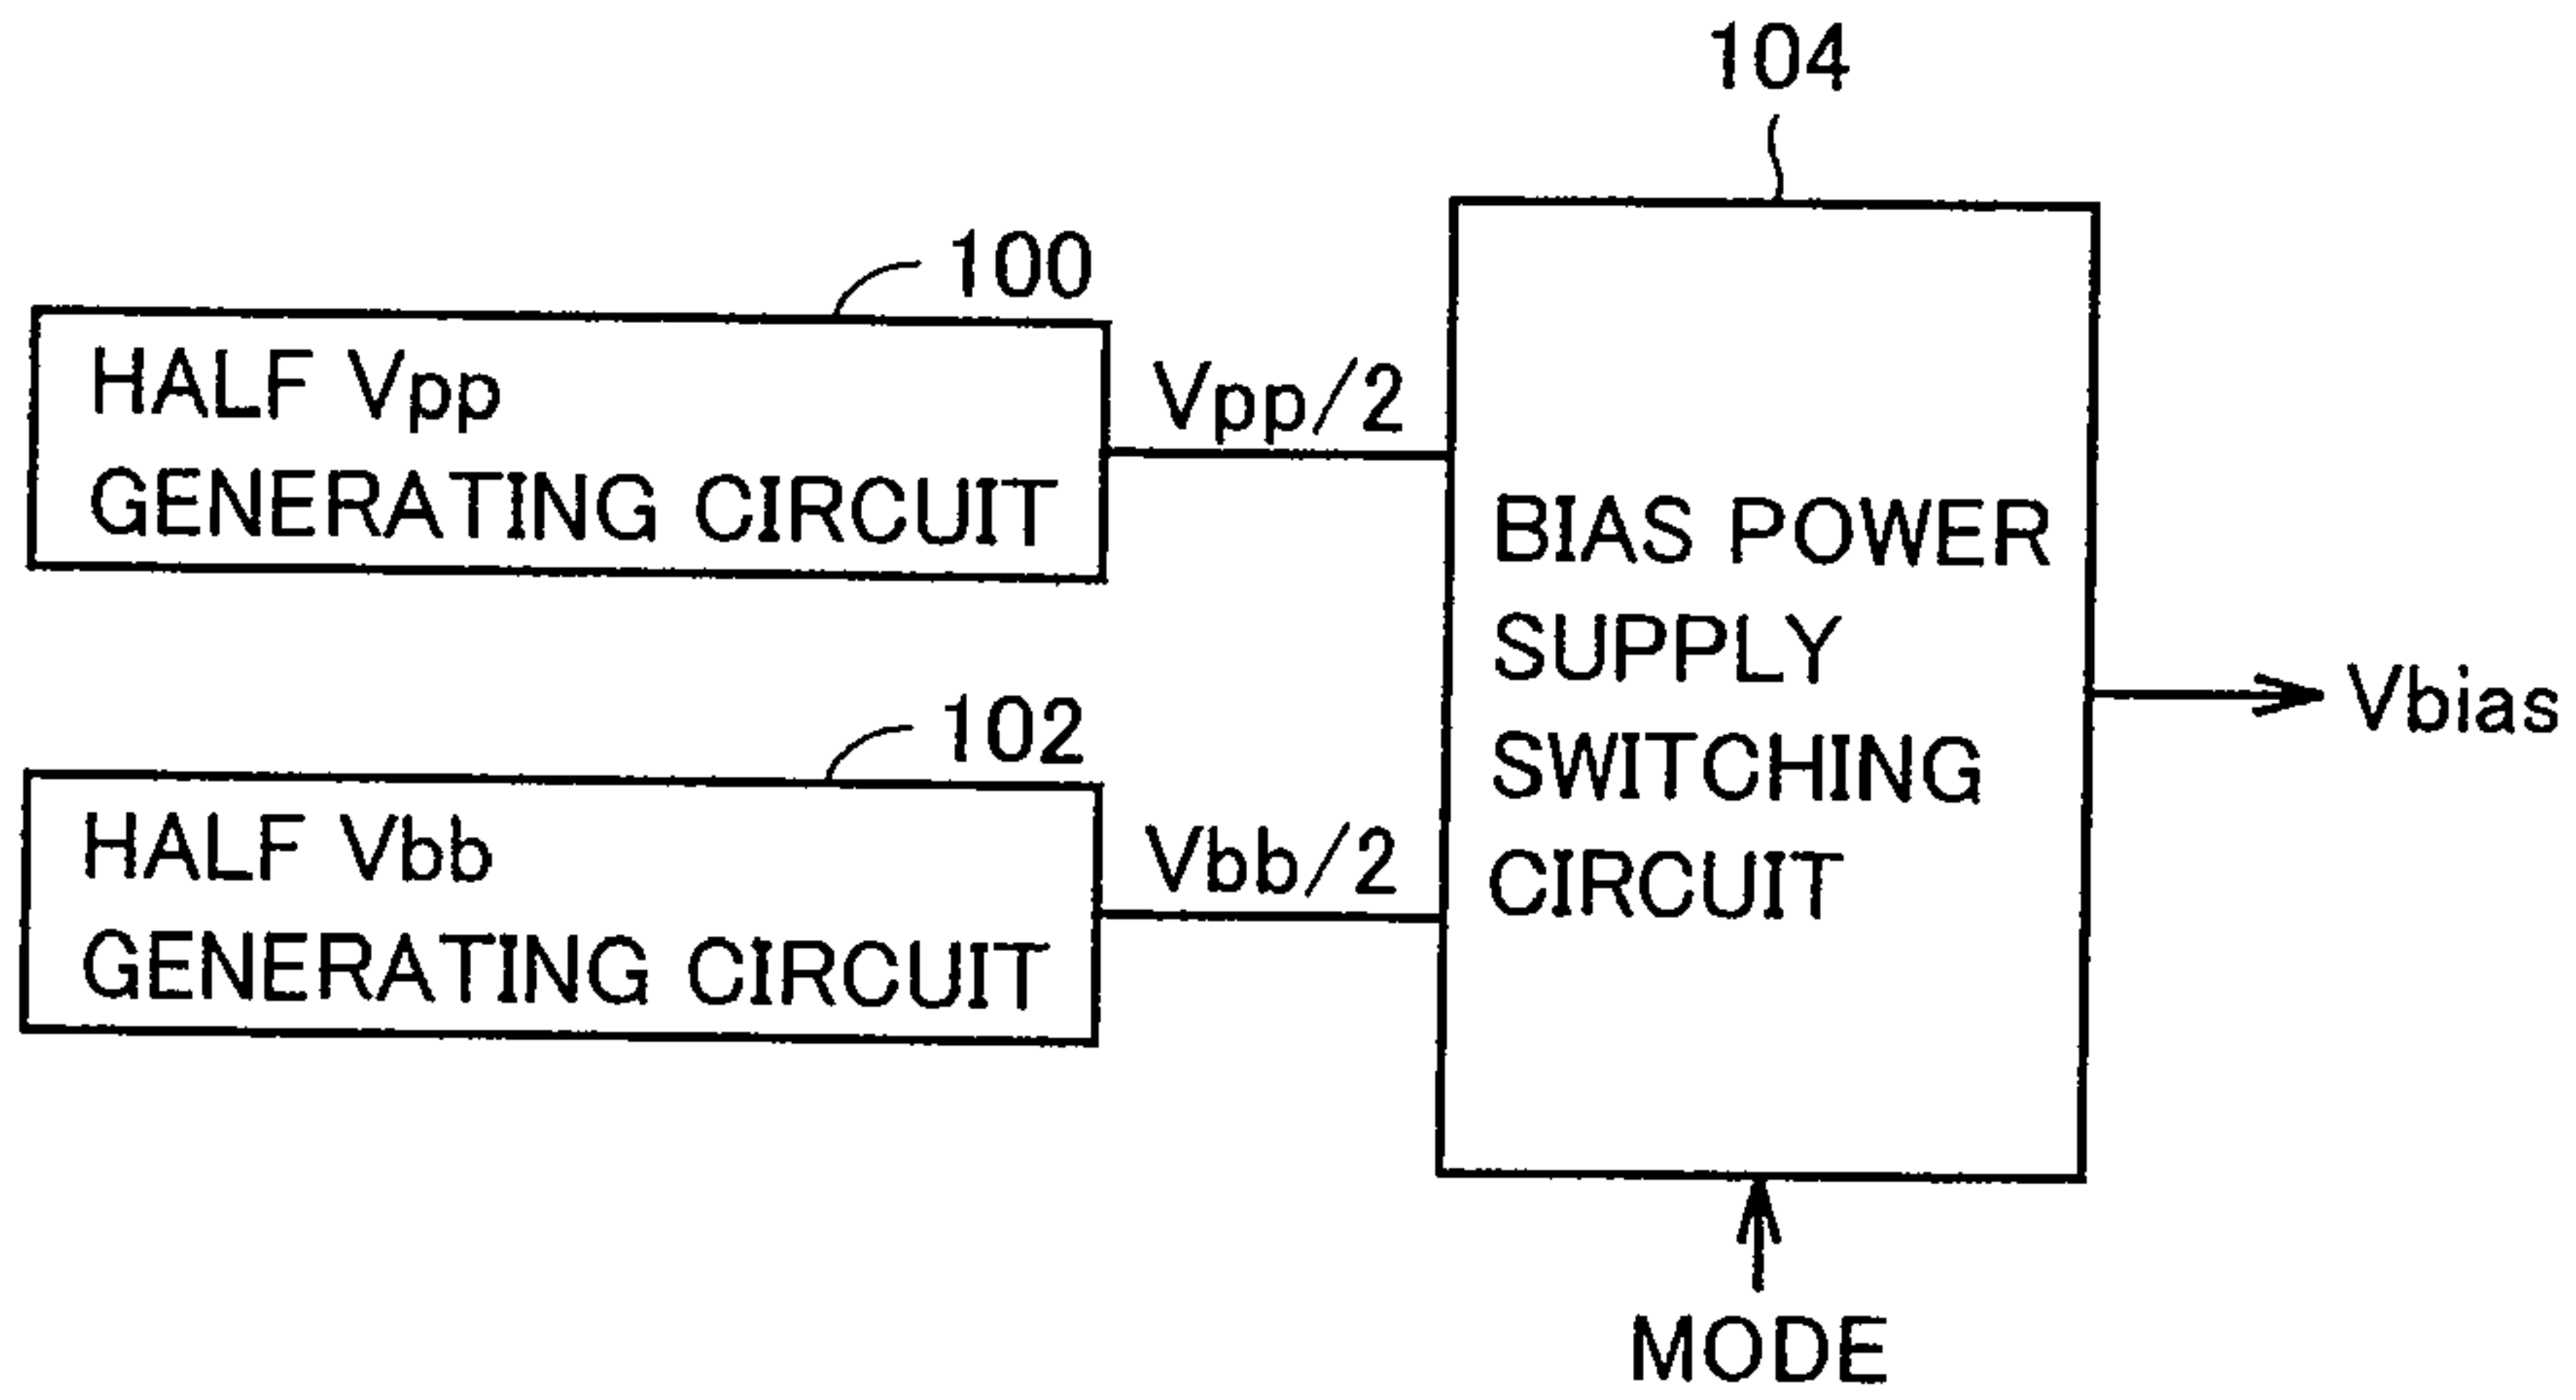 104
100
HALF Vpp
GENERATING CIRCUIT
Vpp/2
BIAS POWER
SUPPLY
SWITCHING
CIRCUIT
Vbias
102
HALF Vbb
GENERATING CIRCUIT
Vbb/2
MODE